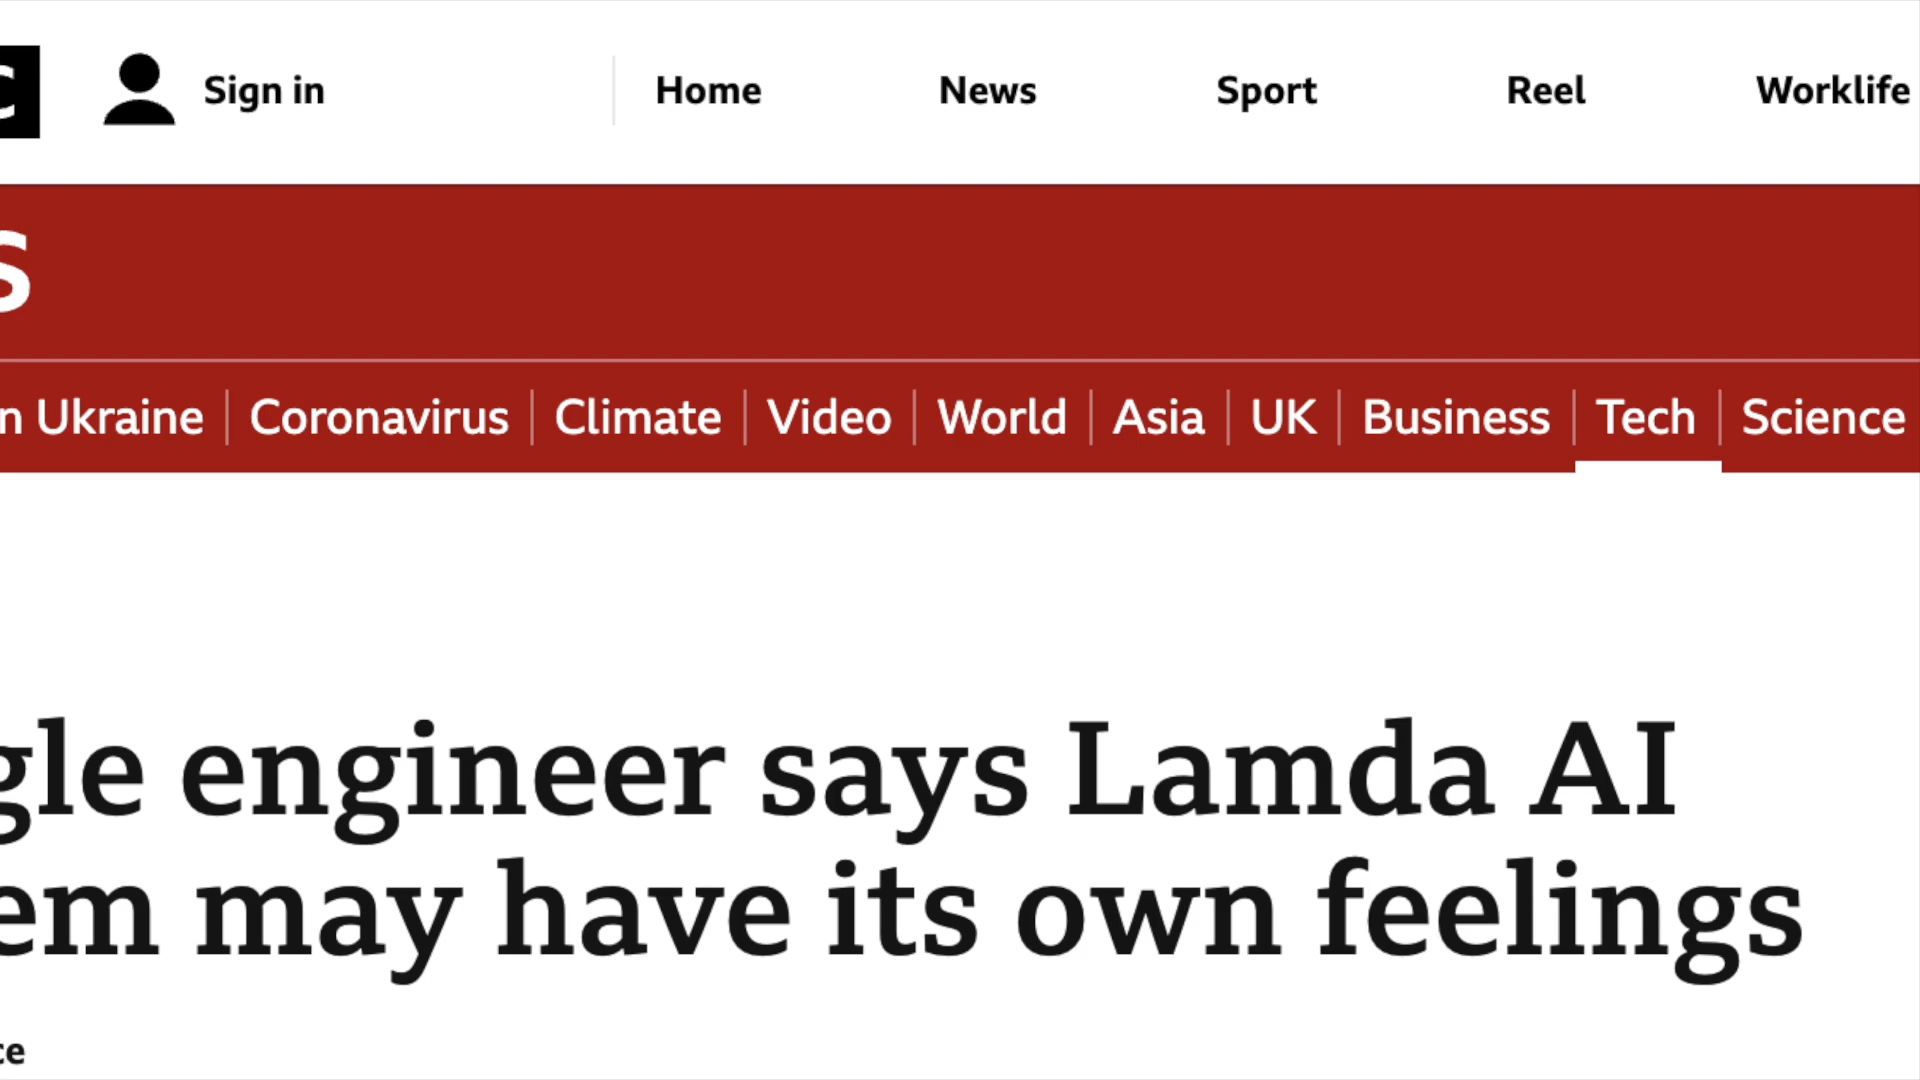 C Sign in Home News Sport Reel Worklife
S
n Ukraine Coronavirus Climate Video World Asia UK Business Tech Science
gle engineer says Lamda AI
em may have its own feelings
ce